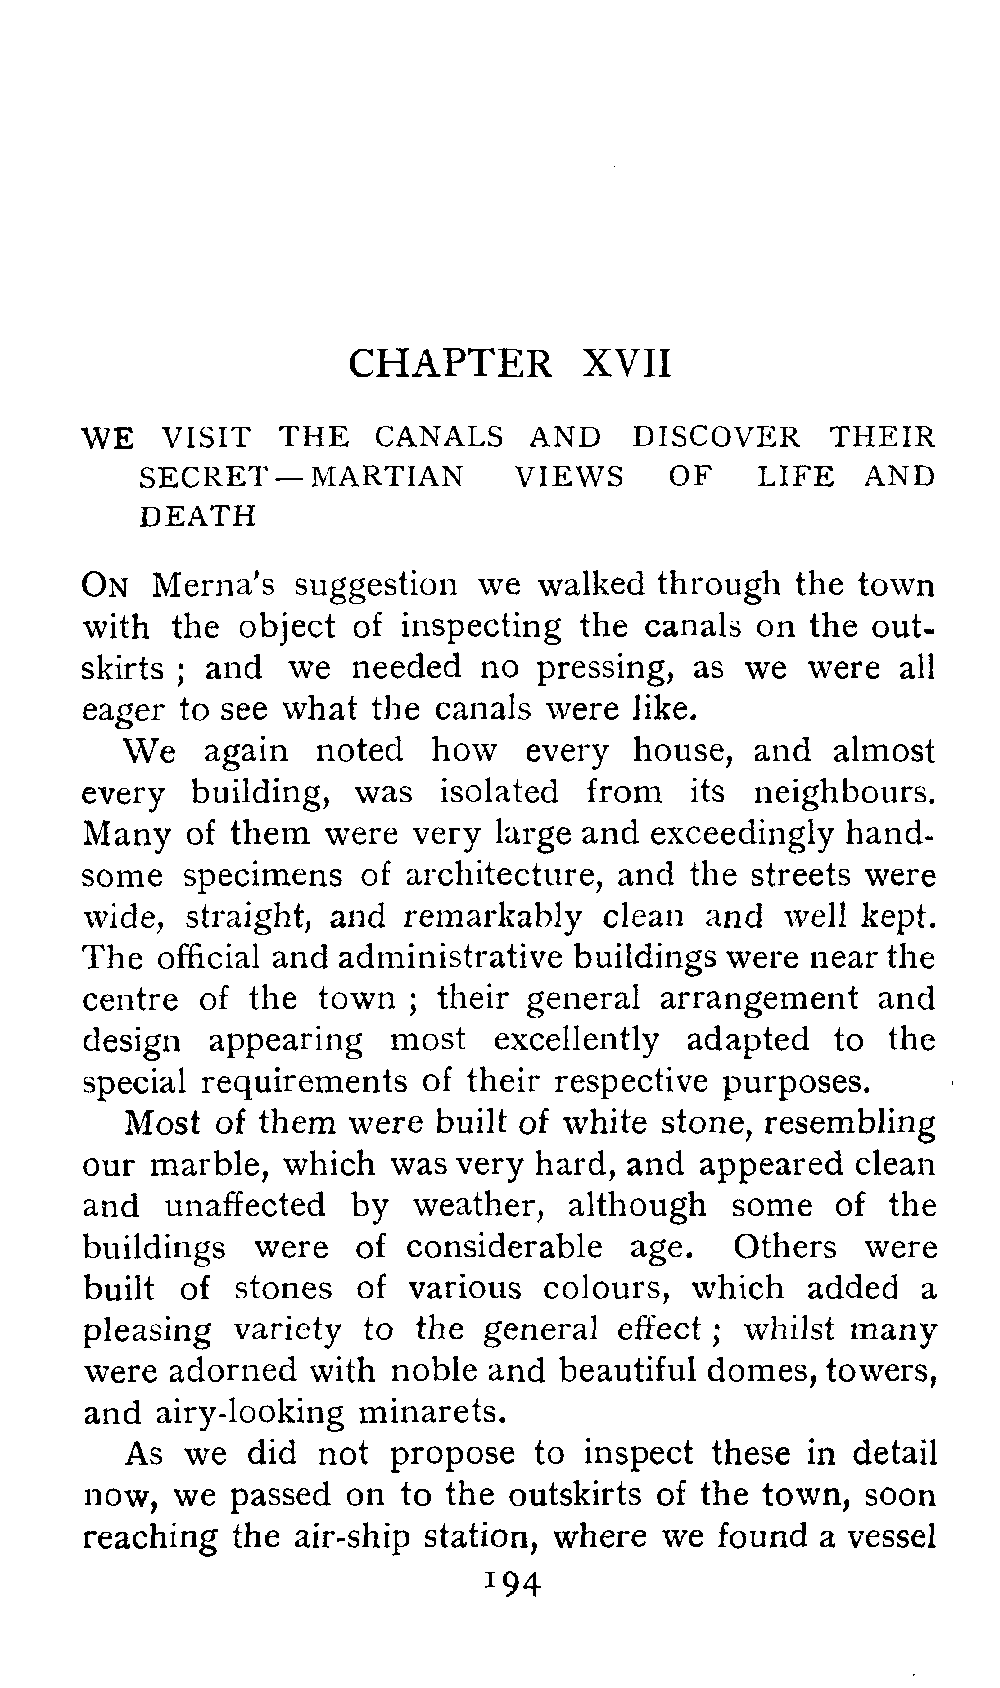 CHAPTER XVII
WE VISIT THE CANALS AND DISCOVER THEIR
SECRET — MARTIAN VIEWS OF LIFE AND
DEATH
ON Merna's suggestion we walked through the town
with the object of inspecting the canals on the out-
skirts ; and we needed no pressing, as we were all
eager to see what the canals were like.
We again noted how every house, and almost
every building, was isolated from its neighbours.
Many of them were very large and exceedingly hand-
some specimens of architecture, and the streets were
wide, straight, and remarkably clean and well kept.
The official and administrative buildings were near the
centre of the town ; their general arrangement and
design appearing most excellently adapted to the
special requirements of their respective purposes.
Most of them were built of white stone, resembling
our marble, which was very hard, and appeared clean
and unaffected by weather, although some of the
buildings were of considerable age. Others were
built of stones of various colours, which added a
pleasing variety to the general effect ; whilst many
were adorned with noble and beautiful domes, towers,
and airy-looking minarets.
As we did not propose to inspect these in detail
now, we passed on to the outskirts of the town, soon
reaching the air-ship station, where we found a vessel
194